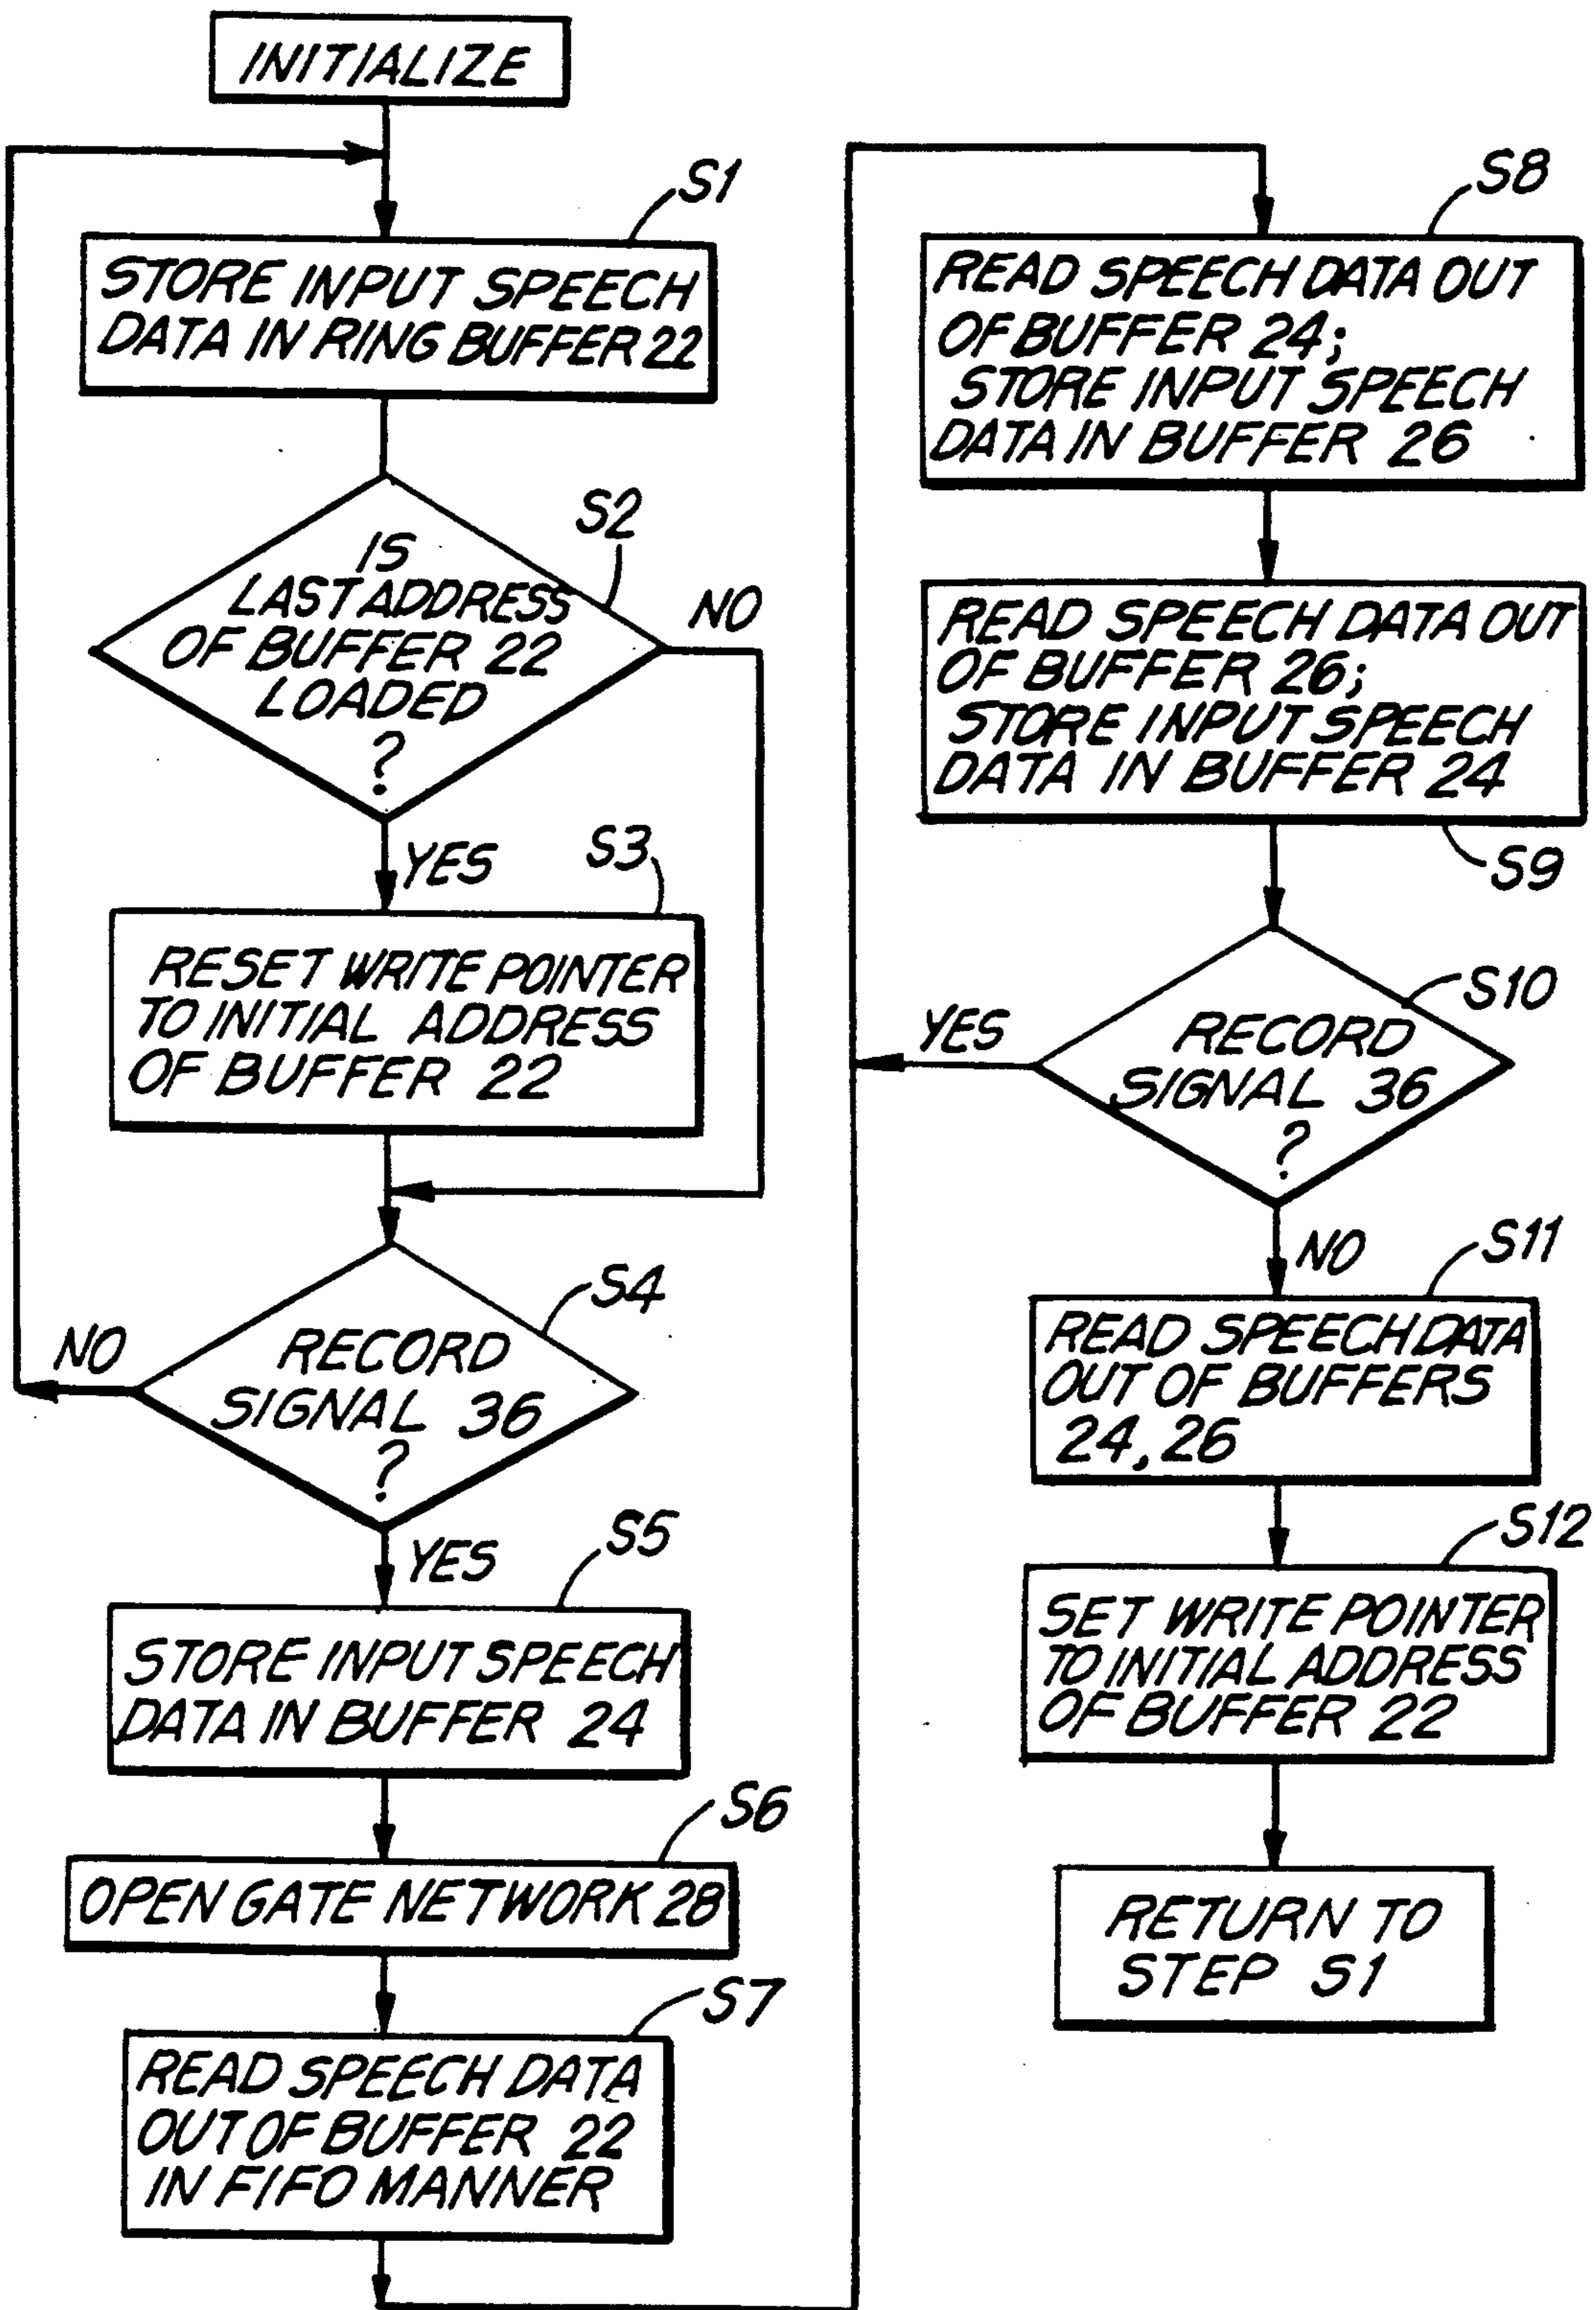 INITIALIZE
S1
STORE INPUT SPEECH
DATA IN RING BUFFER 22
S2
IS
LAST ADDRESS
OF BUFFER 22
LOADED
?
NO
YES
S3
RESET WRITE POINTER
TO INITIAL ADDRESS
OF BUFFER 22
S4
RECORD
SIGNAL 36
?
NO
YES
S5
STORE INPUT SPEECH
DATA IN BUFFER 24
S6
OPEN GATE NETWORK 28
S7
READ SPEECH DATA
OUT OF BUFFER 22
IN FIFO MANNER
S8
READ SPEECH DATA OUT
OF BUFFER 24;
STORE INPUT SPEECH
DATA IN BUFFER 26
READ SPEECH DATA OUT
OF BUFFER 26;
STORE INPUT SPEECH
DATA IN BUFFER 24
S9
S10
YES
RECORD
SIGNAL 36
?
NO
S11
READ SPEECH DATA
OUT OF BUFFERS
24, 26
S12
SET WRITE POINTER
TO INITIAL ADDRESS
OF BUFFER 22
RETURN TO
STEP S1